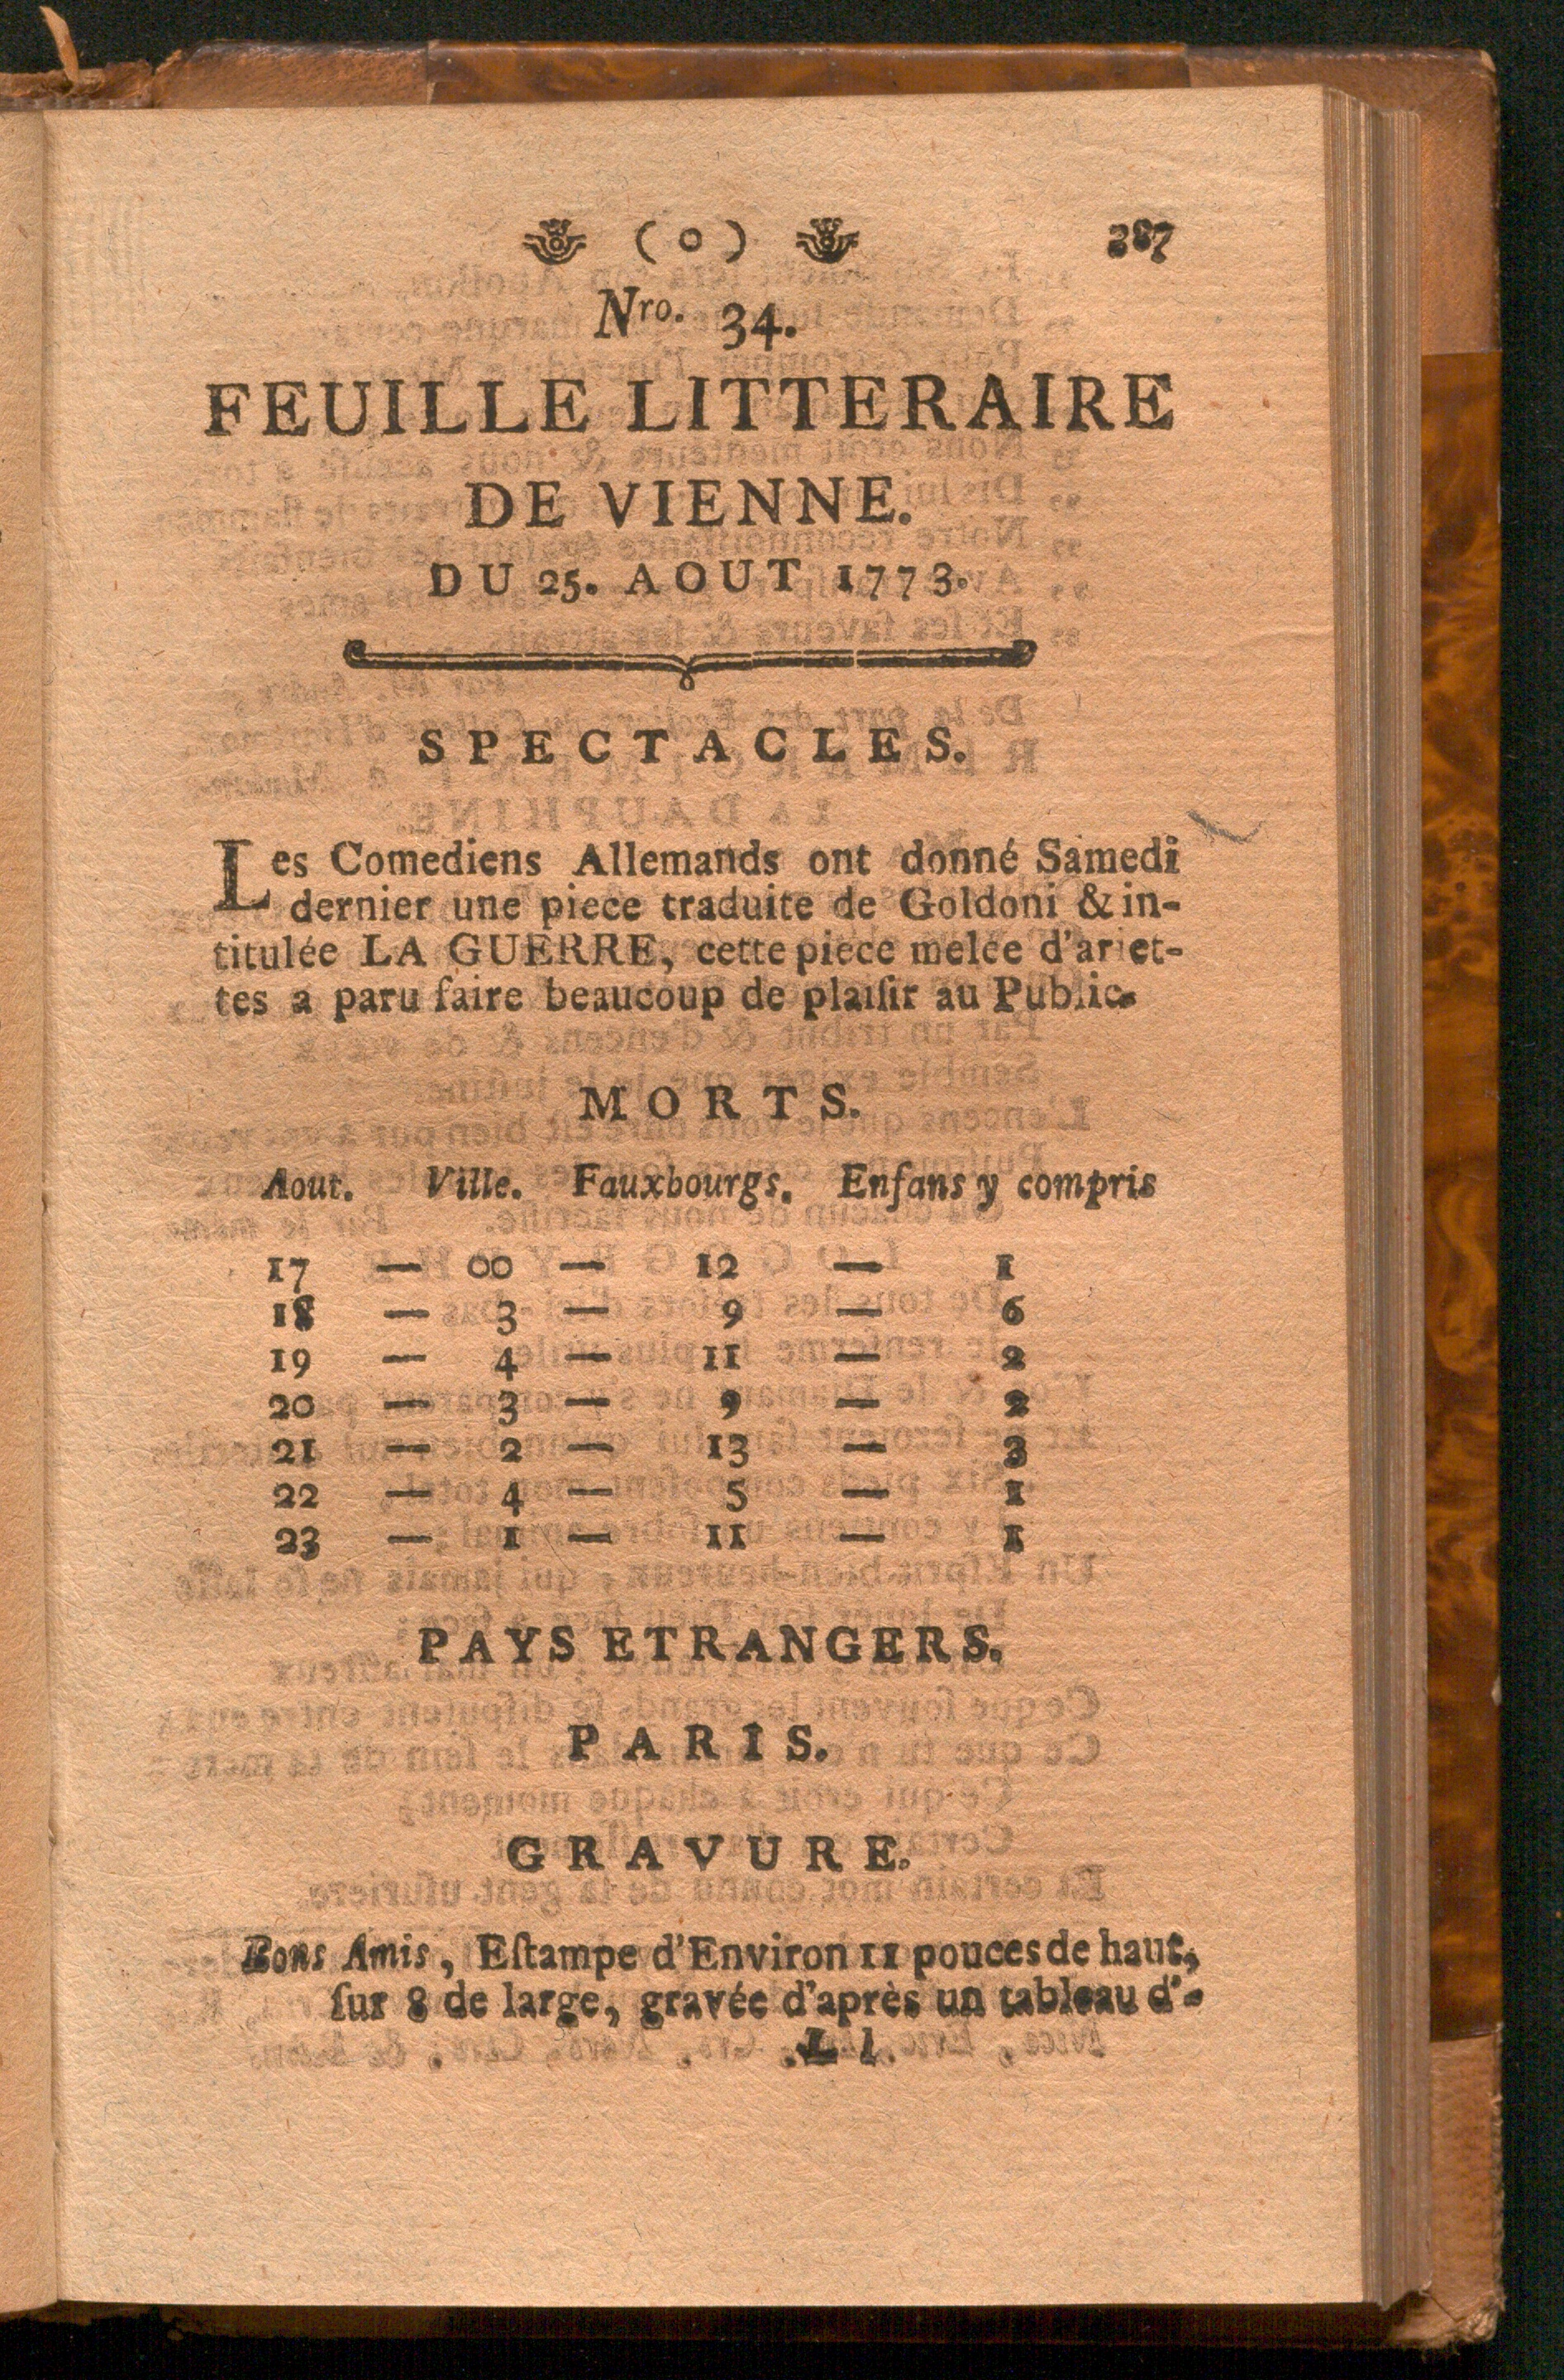 ( 0 ) 287
Nro. 34.
FEUILLE LITTERAIRE
DE VIENNE.
DU 25. AOUT 1773.
SPECTACLES.
Les Comediens Allemands ont donné Samedi
dernier une piece traduite de Goldoni & in-
titulée LA GUERRE, cette piece melée d'ariet-
tes a paru faire beaucoup de plaiſir au Public.
MORTS.
Aout. Ville. Fauxbourgs. Enfans y compris
17 — 00 — 12 — 1
18 — 3 — 9 — 6
19 — 4 — 11 — 2
20 — 3 — 9 — 2
21 — 2 — 13 — 3
22 — 4 — 5 — 1
23 — 1 — 11 — 1
PAYS ETRANGERS.
PARIS.
GRAVURE.
Bons Amis, Eſtampe d'Environ 11 pouces de haut,
ſur 8 de large, gravée d'après un tableau d'-
L l